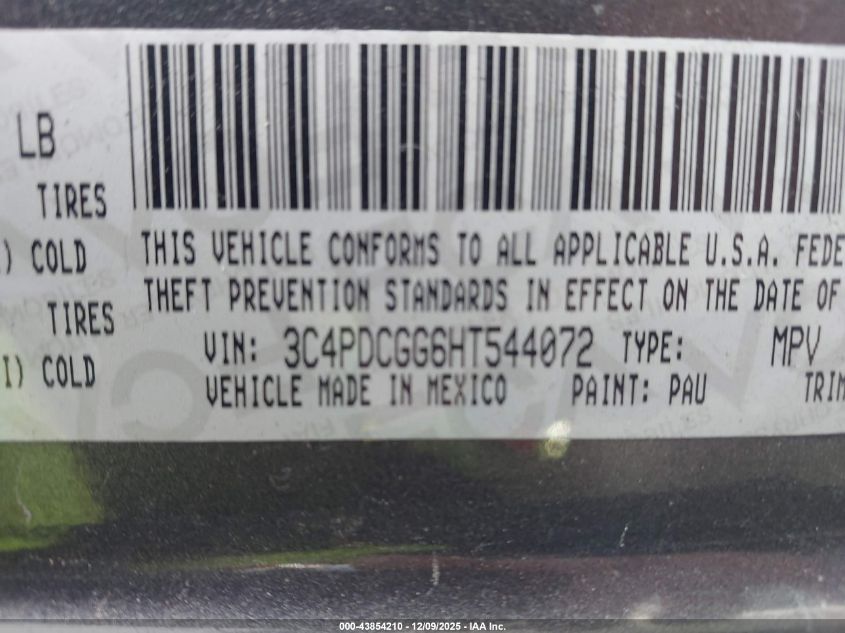 LB
TIRES
) COLD
TIRES
I) COLD
THIS VEHICLE CONFORMS TO ALL APPLICABLE U.S.A. FEDE
THEFT PREVENTION STANDARDS IN EFFECT ON THE DATE OF
VIN: 3C4PDCGG6HT544072 TYPE: MPV
VEHICLE MADE IN MEXICO PAINT: PAU TRIM
000-43854210 - 12/09/2025 - IAA Inc.